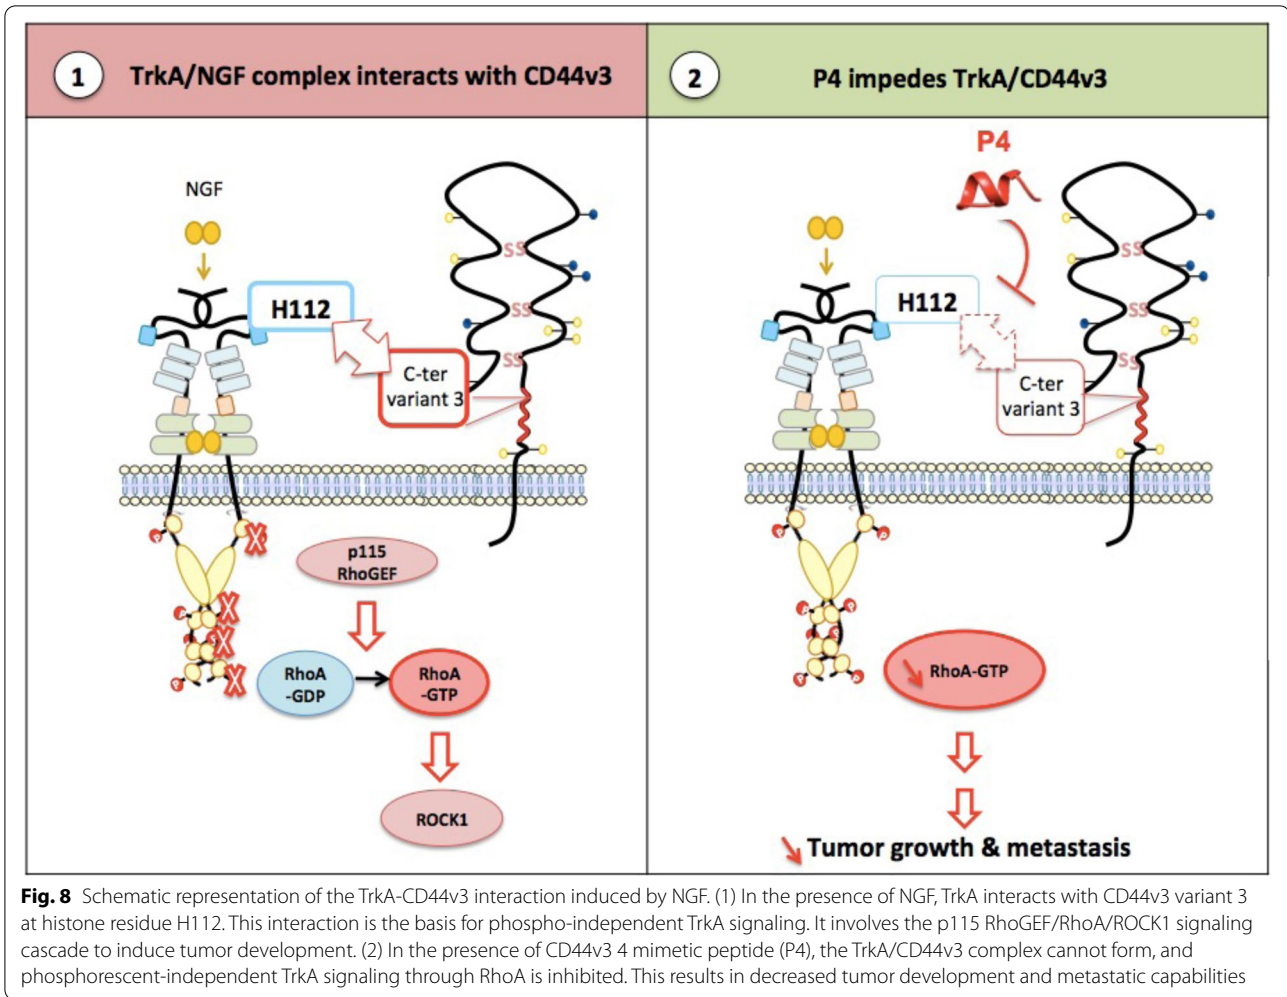 1
TrkA/NGF complex interacts with CD44v3
2
P4 impedes TrkA/CD44v3
NGF
H112
C-ter
variant 3
SS
SS
SS
p115
RhoGEF
RhoA
-GDP
RhoA
-GTP
ROCK1
X
X
X
X
P4
H112
C-ter
variant 3
SS
SS
SS
RhoA-GTP
Tumor growth & metastasis
Fig. 8 Schematic representation of the TrkA-CD44v3 interaction induced by NGF. (1) In the presence of NGF, TrkA interacts with CD44v3 variant 3
at histone residue H112. This interaction is the basis for phospho-independent TrkA signaling. It involves the p115 RhoGEF/RhoA/ROCK1 signaling
cascade to induce tumor development. (2) In the presence of CD44v3 4 mimetic peptide (P4), the TrkA/CD44v3 complex cannot form, and
phosphorescent-independent TrkA signaling through RhoA is inhibited. This results in decreased tumor development and metastatic capabilities